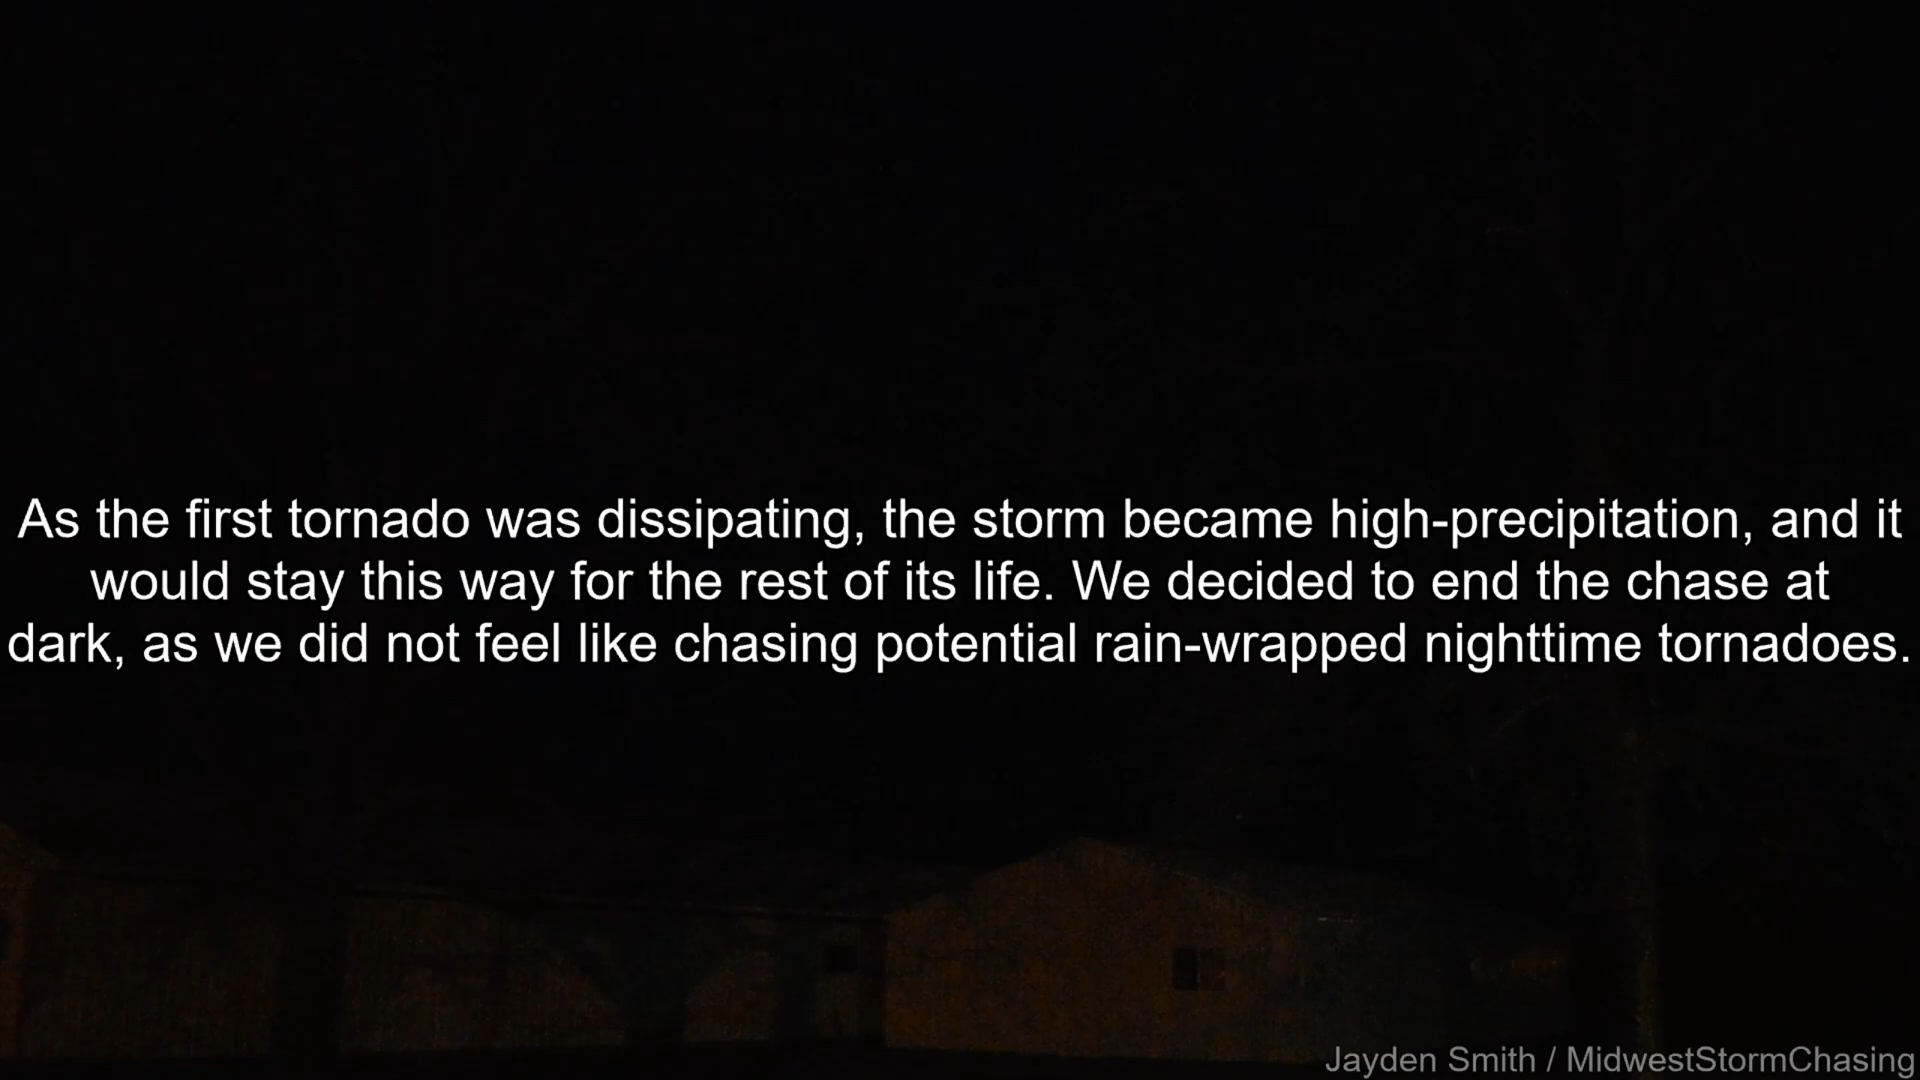 As the first tornado was dissipating, the storm became high-precipitation, and it
would stay this way for the rest of its life. We decided to end the chase at
dark, as we did not feel like chasing potential rain-wrapped nighttime tornadoes.
Jayden Smith / MidwestStormChasing